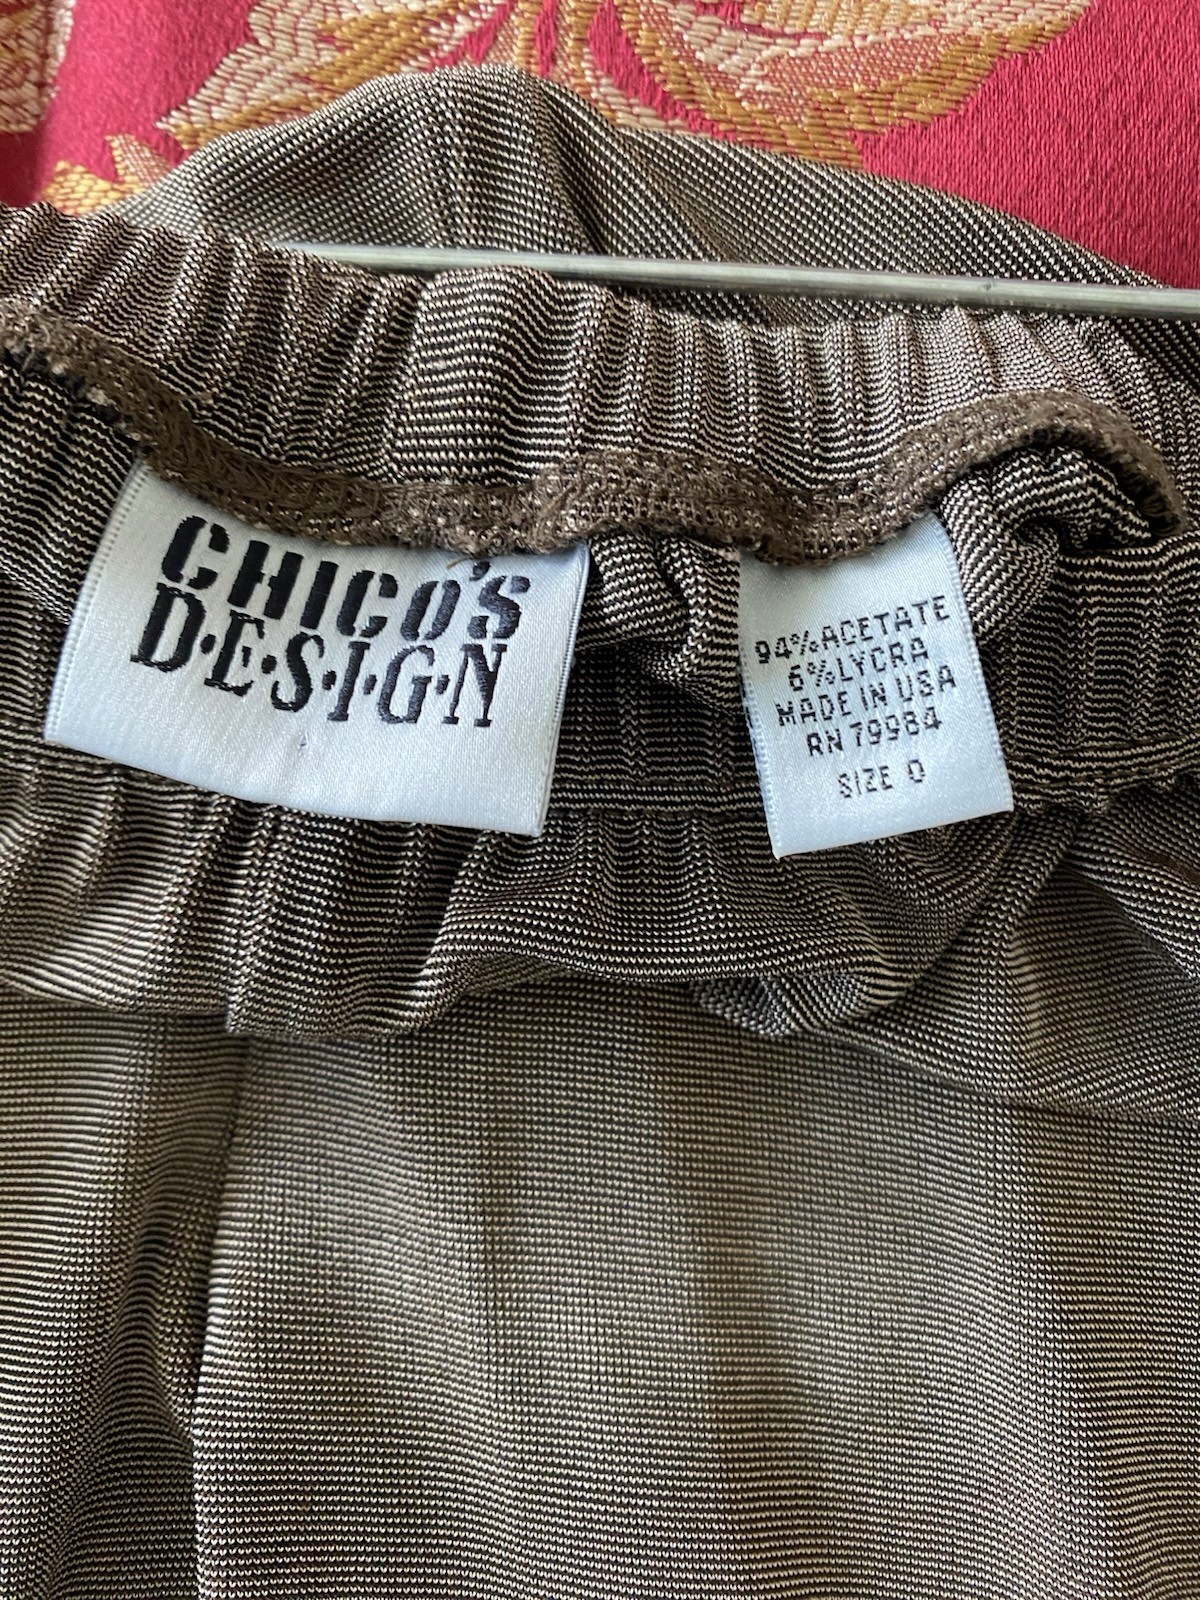 CHICO'S
D·E·S·I·G·N
94% ACETATE
6% LYCRA
MADE IN USA
RN 79984
SIZE 0